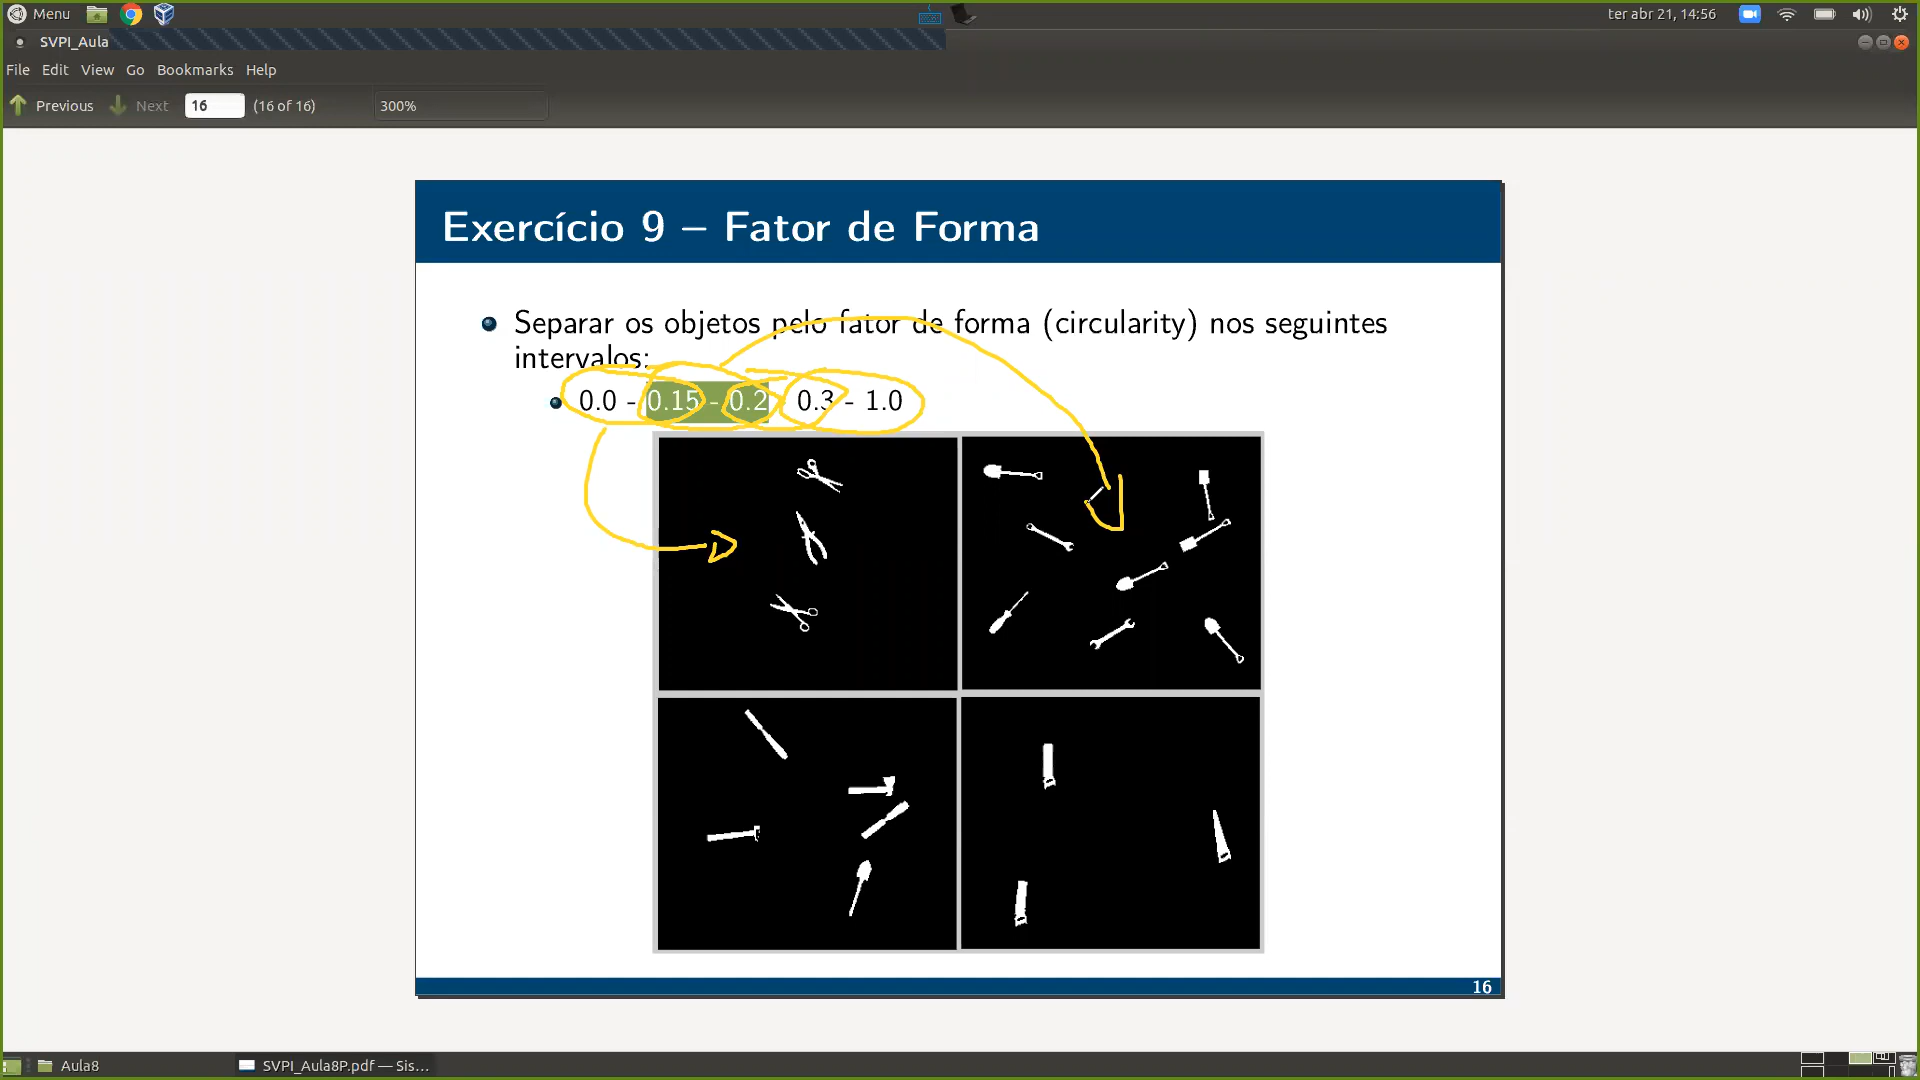 Menu
ter abr 21, 14:56
SVPI_Aula
File Edit View Go Bookmarks Help
Previous Next 16 (16 of 16) 300%
Exercício 9 – Fator de Forma
Separar os objetos pelo fator de forma (circularity) nos seguintes
intervalos:
0.0 - 0.15 - 0.2 0.3 - 1.0
16
Aula8 SVPI_Aula8P.pdf — Sis...